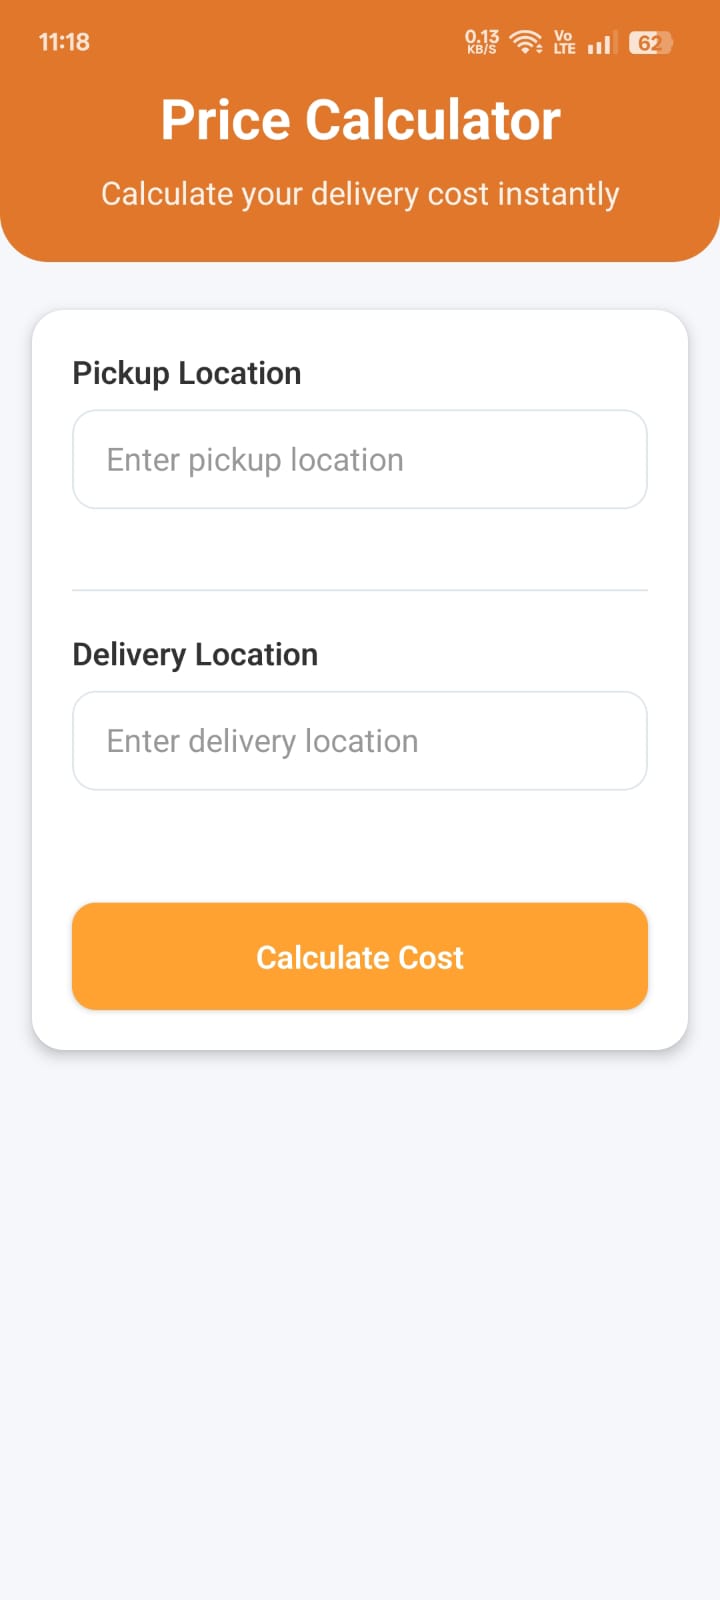 11:18
0.13
KB/S
Vo
LTE
62
Price Calculator
Calculate your delivery cost instantly
Pickup Location
Enter pickup location
Delivery Location
Enter delivery location
Calculate Cost